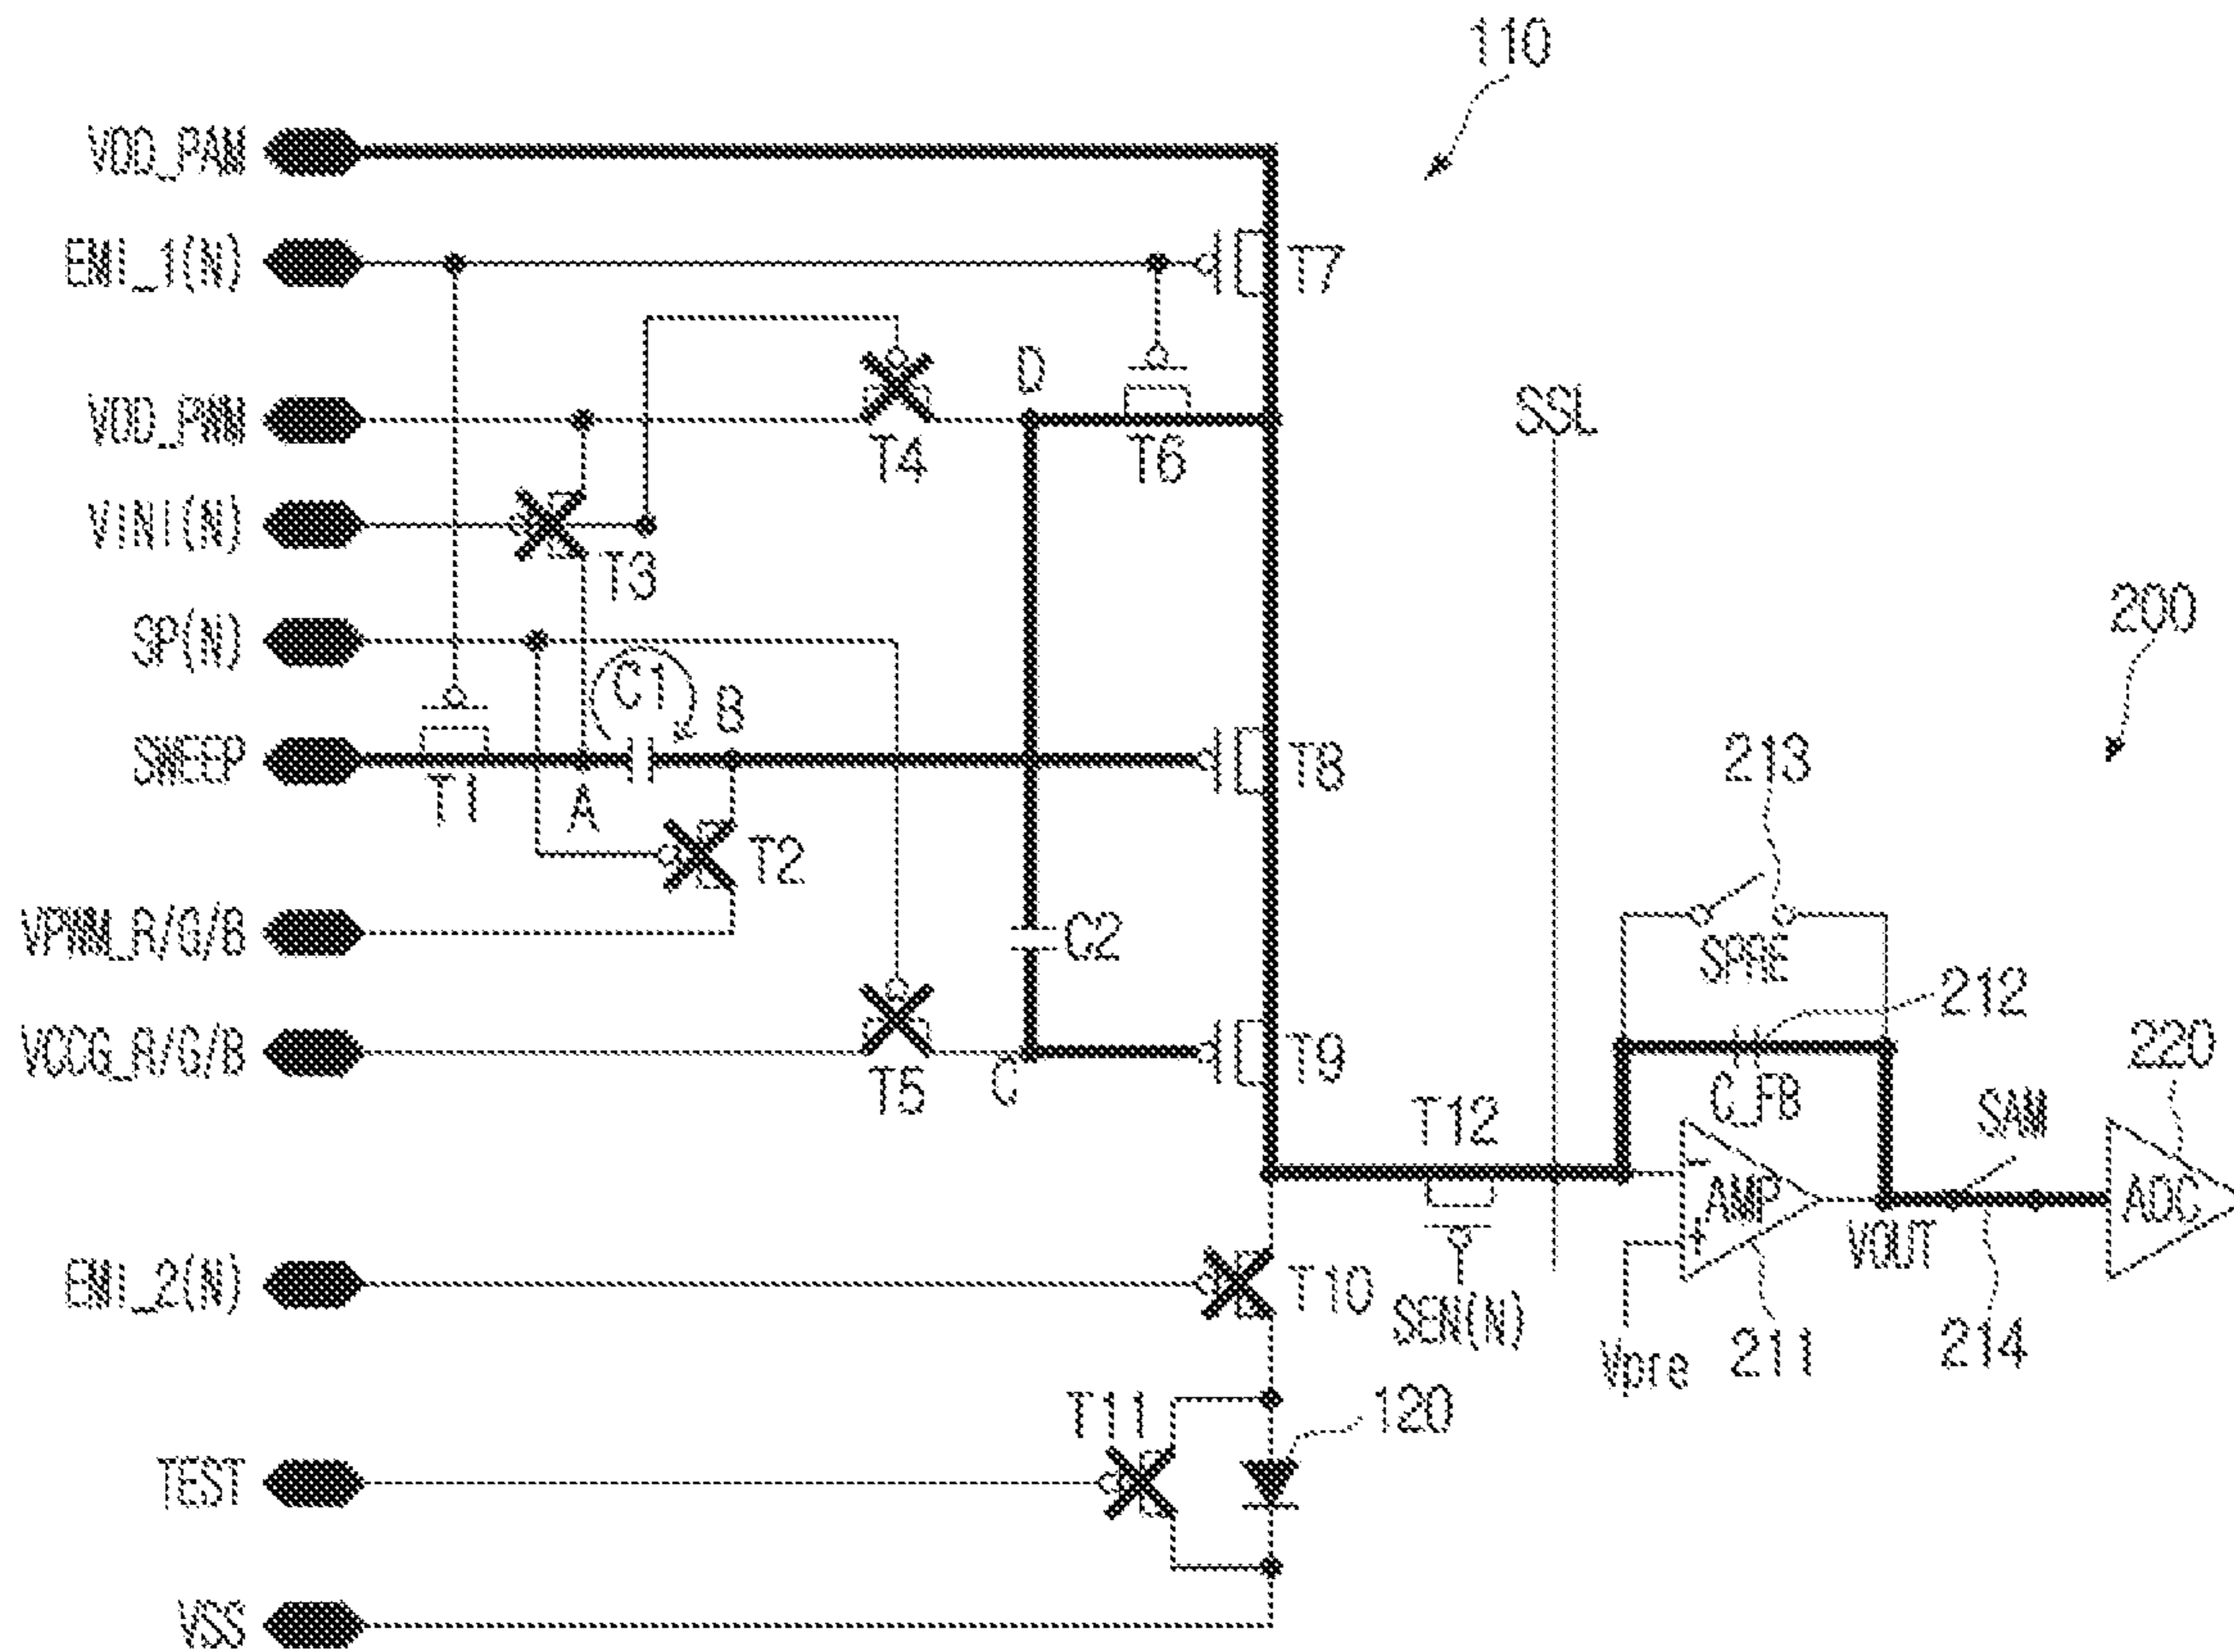 110
VDD_PAM
EMI_1(N)
T7
D
VDD_PWM
T4
T6
SSL
VINI(N)
T3
SP(N)
200
C1
B
SWEEP
T1
A
T8
213
T2
VPWM_R/G/B
C2
SPRE
212
VCCG_R/G/B
T5
C
T9
C_FB
220
T12
SAM
AMP
ADC
VOUT
EMI_2(N)
T10
SEN(N)
Vpre
211
214
T11
120
TEST
VSS
-
+